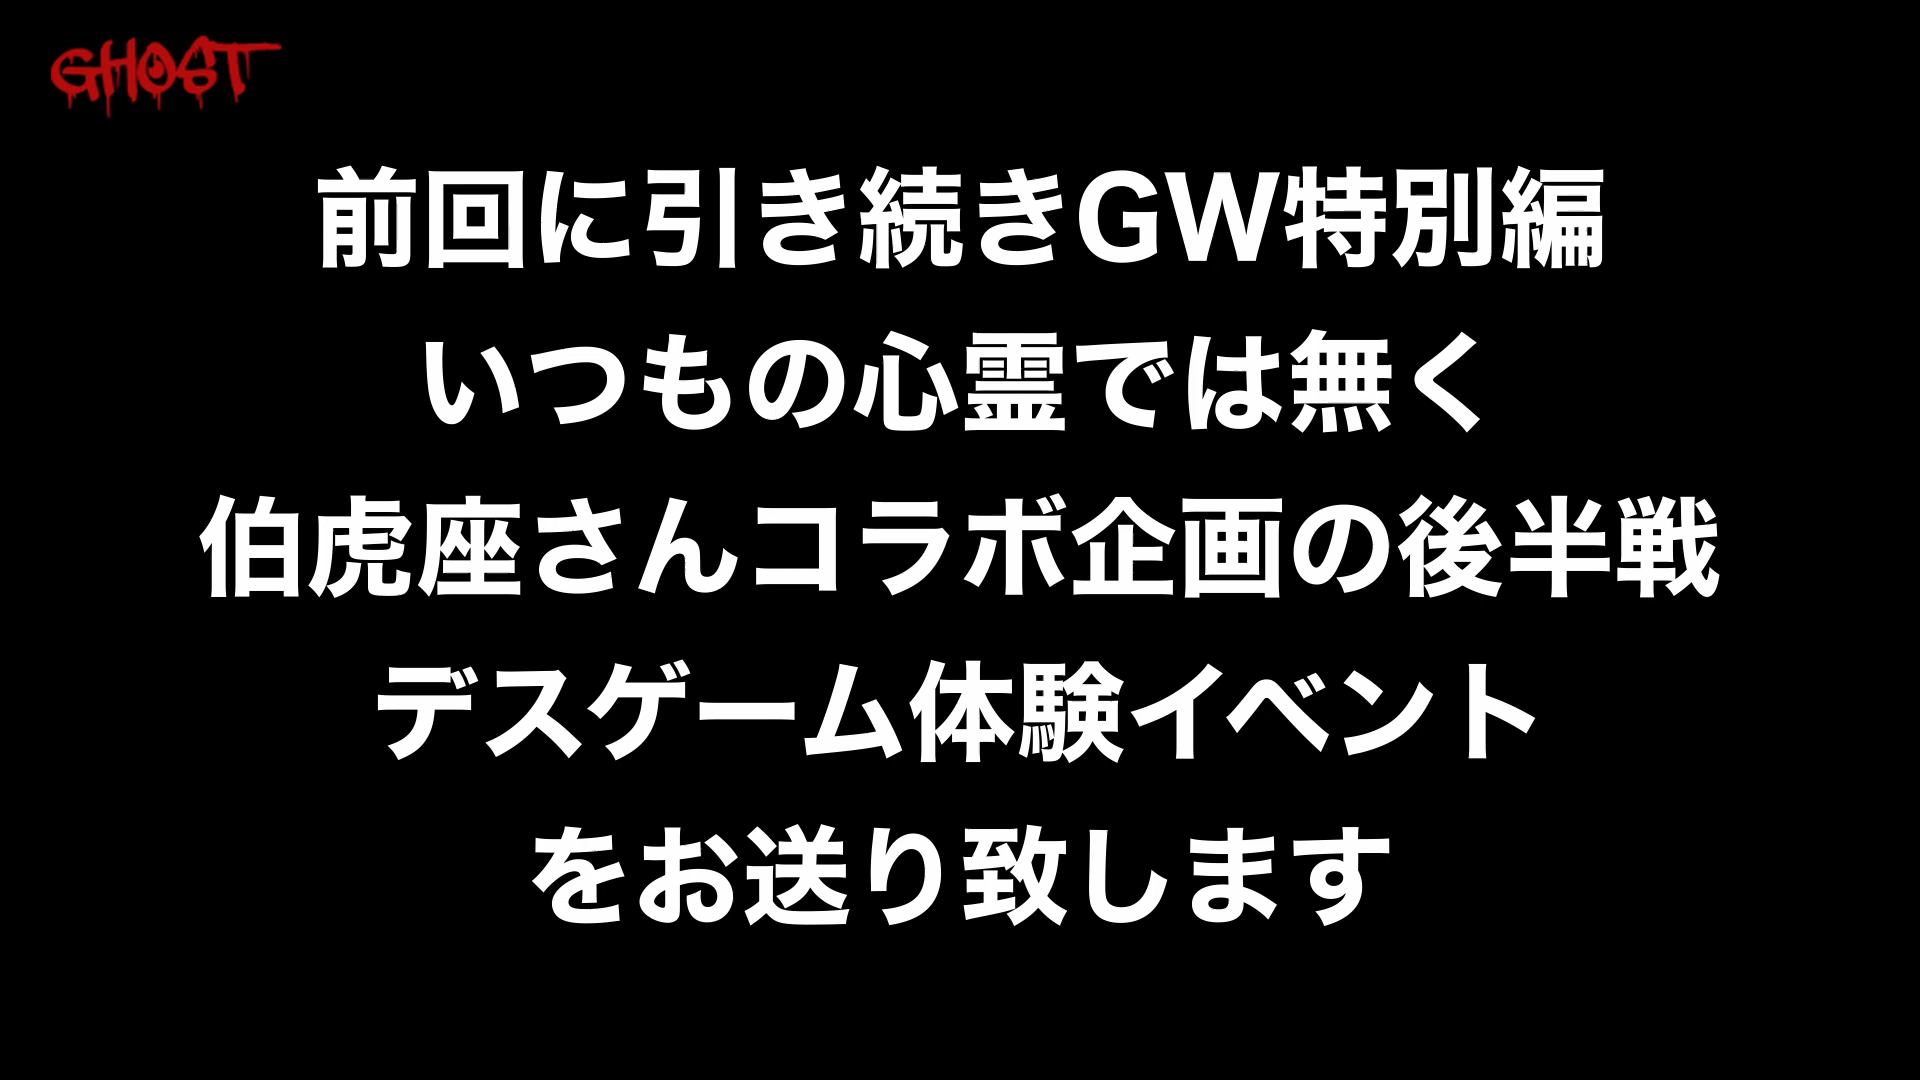 GHOST
前回に引き続きGW特別編
いつもの心霊では無く
伯虎座さんコラボ企画の後半戦
デスゲーム体験イベント
をお送り致します